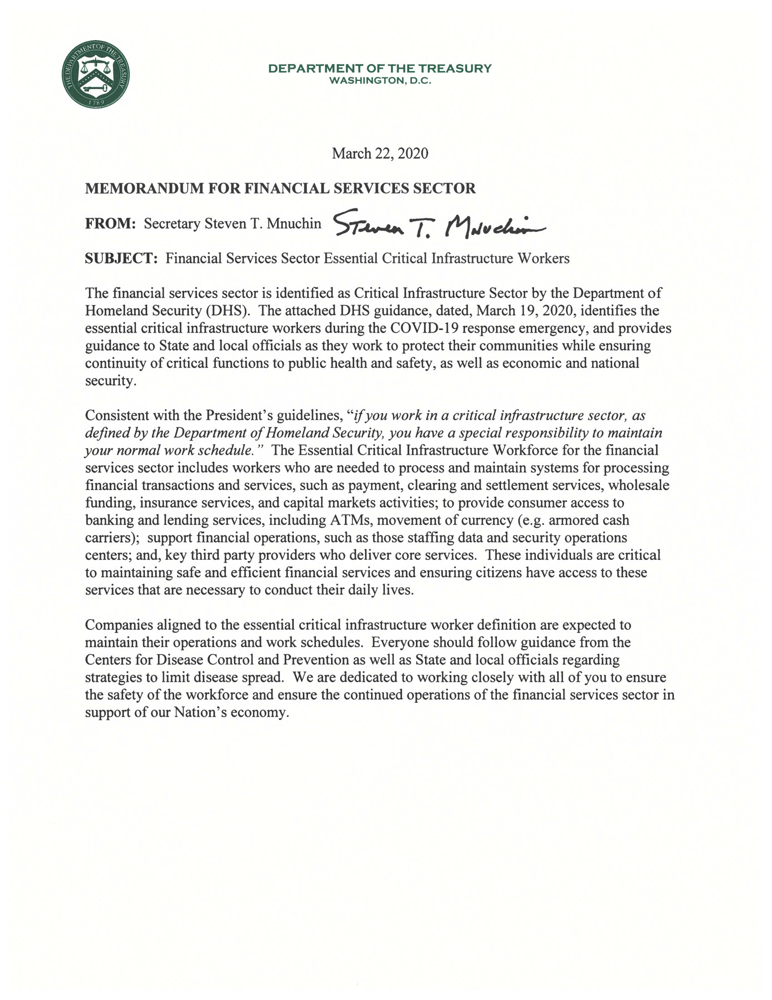 THE DEPARTMENT OF THE TREASURY
1789
DEPARTMENT OF THE TREASURY
WASHINGTON, D.C.
March 22, 2020
MEMORANDUM FOR FINANCIAL SERVICES SECTOR
FROM: Secretary Steven T. Mnuchin Steven T. Mnuchin
SUBJECT: Financial Services Sector Essential Critical Infrastructure Workers
The financial services sector is identified as Critical Infrastructure Sector by the Department of
Homeland Security (DHS). The attached DHS guidance, dated, March 19, 2020, identifies the
essential critical infrastructure workers during the COVID-19 response emergency, and provides
guidance to State and local officials as they work to protect their communities while ensuring
continuity of critical functions to public health and safety, as well as economic and national
security.
Consistent with the President’s guidelines, “if you work in a critical infrastructure sector, as
defined by the Department of Homeland Security, you have a special responsibility to maintain
your normal work schedule.” The Essential Critical Infrastructure Workforce for the financial
services sector includes workers who are needed to process and maintain systems for processing
financial transactions and services, such as payment, clearing and settlement services, wholesale
funding, insurance services, and capital markets activities; to provide consumer access to
banking and lending services, including ATMs, movement of currency (e.g. armored cash
carriers); support financial operations, such as those staffing data and security operations
centers; and, key third party providers who deliver core services. These individuals are critical
to maintaining safe and efficient financial services and ensuring citizens have access to these
services that are necessary to conduct their daily lives.
Companies aligned to the essential critical infrastructure worker definition are expected to
maintain their operations and work schedules. Everyone should follow guidance from the
Centers for Disease Control and Prevention as well as State and local officials regarding
strategies to limit disease spread. We are dedicated to working closely with all of you to ensure
the safety of the workforce and ensure the continued operations of the financial services sector in
support of our Nation’s economy.